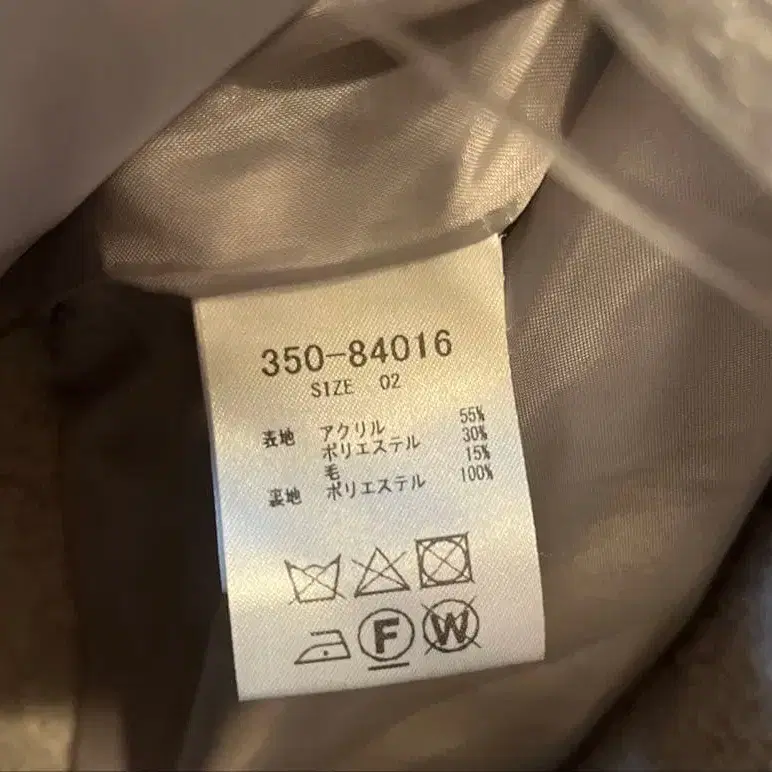 350-84016
SIZE 02
表地 アクリル 55%
ポリエステル 30%
毛 15%
裏地 ポリエステル 100%
F W